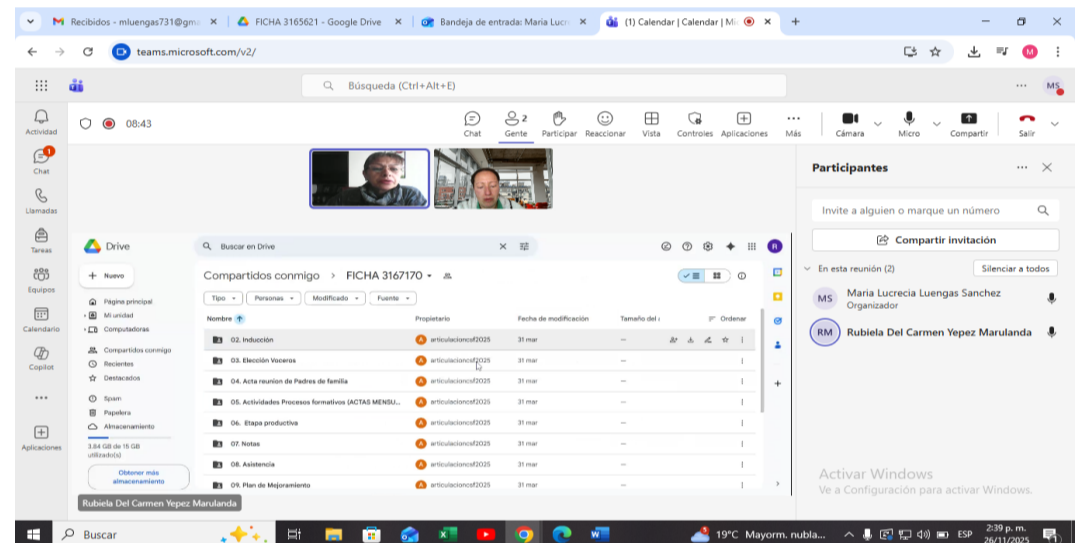 Recibidos - mluengas731@gma
FICHA 3165621 - Google Drive
Bandeja de entrada: Maria Lucr
(1) Calendar | Calendar | Mi
teams.microsoft.com/v2/
M
Búsqueda (Ctrl+Alt+E)
MS
Actividad
Chat
1
Llamadas
Tareas
Equipos
Calendario
Copilot
Aplicaciones
08:43
Chat
Gente
2
Participar
Reaccionar
Vista
Controles
Aplicaciones
Más
Cámara
Micro
Compartir
Salir
Drive
Buscar en Drive
R
Nuevo
Página principal
Mi unidad
Computadoras
Compartidos conmigo
Recientes
Destacados
Spam
Papelera
Almacenamiento
3.84 GB de 15 GB
utilizado(s)
Obtener más
almacenamiento
Compartidos conmigo > FICHA 3167170
Tipo Personas Modificado Fuente
Nombre Propietario Fecha de modificación Tamaño del Ordenar
02. Inducción A articulacioncsf2025 31 mar —
03. Elección Voceros A articulacioncsf2025 31 mar —
04. Acta reunion de Padres de familia A articulacioncsf2025 31 mar —
05. Actividades Procesos formativos (ACTAS MENSU... A articulacioncsf2025 31 mar —
06. Etapa productiva A articulacioncsf2025 31 mar —
07. Notas A articulacioncsf2025 31 mar —
08. Asistencia A articulacioncsf2025 31 mar —
09. Plan de Mejoramiento A articulacioncsf2025 31 mar —
Rubiela Del Carmen Yepez Marulanda
Participantes
Invite a alguien o marque un número
Compartir invitación
En esta reunión (2)
Silenciar a todos
MS
Maria Lucrecia Luengas Sanchez
Organizador
RM
Rubiela Del Carmen Yepez Marulanda
Activar Windows
Ve a Configuración para activar Windows.
Buscar
19°C Mayorm. nubla...
ESP
2:39 p. m.
26/11/2025